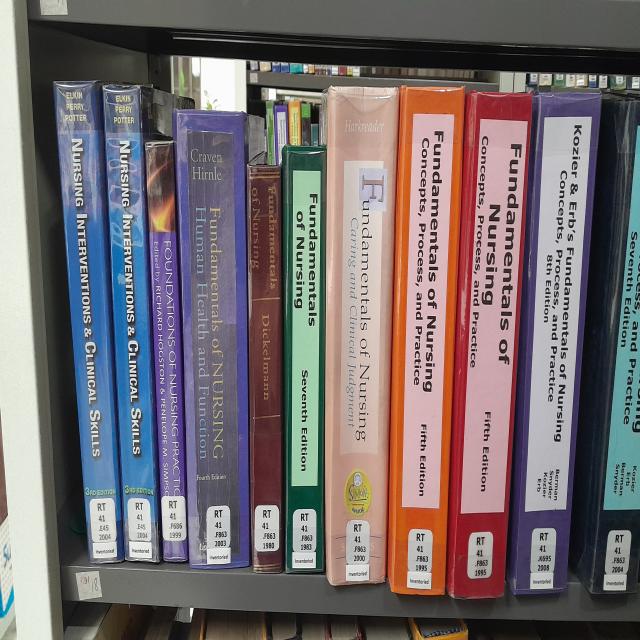 ELKIN
PERRY
POTTER
NURSING INTERVENTIONS & CLINICAL SKILLS
3RD EDITION
RT
41
.E45
2004
Inventoried
ELKIN
PERRY
POTTER
NURSING INTERVENTIONS & CLINICAL SKILLS
3RD EDITION
RT
41
.E45
2004
Inventoried
FOUNDATIONS OF NURSING PRACTIC
Edited by RICHARD HOGSTON & PENELOPE M. SIMPSO
RT
41
.F686
1999
Craven
Hirnle
Fundamentals of Nursing
Human Health and Function
Fourth Edition
RT
41
.F863
2003
Inventoried
Fundamentals
of Nursing
Dickelmann
RT
41
.F863
1980
Inventoried
Fundamentals
of Nursing
Seventh Edition
RT
41
.F863
1983
Inventoried
Harkreader
Fundamentals of Nursing
Caring and Clinical Judgment
RT
41
.F863
2000
Inventoried
Fundamentals of Nursing
Concepts, Process, and Practice
Fifth Edition
RT
41
.F863
1995
Inventoried
Fundamentals of
Nursing
Concepts, Process, and Practice
Fifth Edition
RT
41
.F863
1995
Inventoried
Kozier & Erb's Fundamentals of Nursing
Concepts, Process, and Practice
8th Edition
Berman
Snyder
Kozier
Erb
RT
41
.K695
2008
Inventoried
Process, and Practice
Seventh Edition
Kozier
Erb
Berman
Snyder
RT
41
.F863
2004
Inventoried